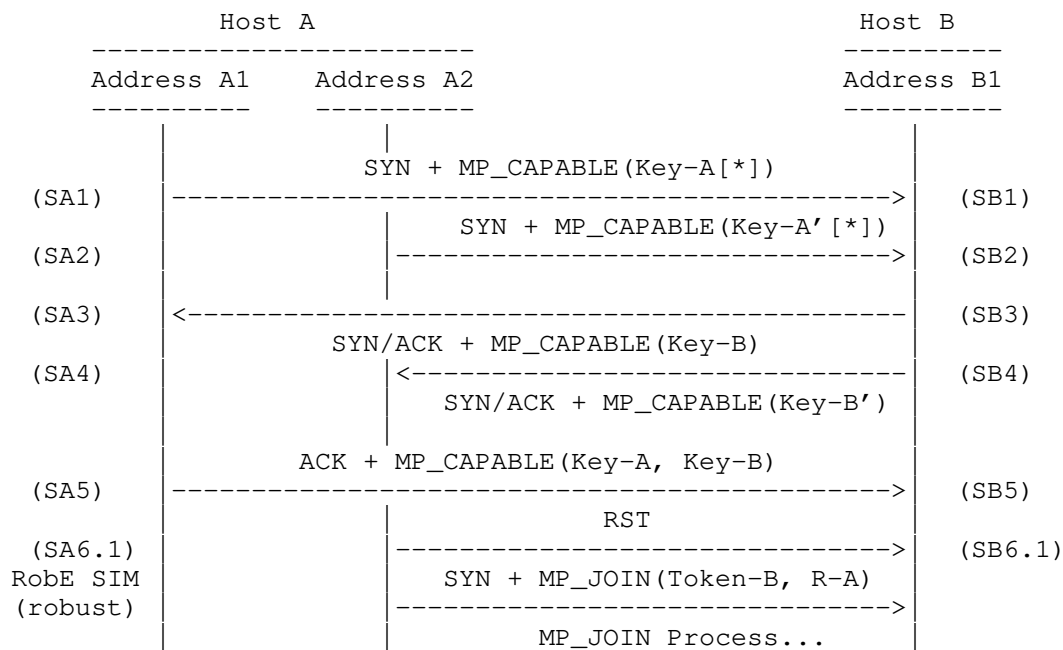 Host A Host B
------------------------ ----------
Address A1 Address A2 Address B1
---------- ---------- ----------
| | |
SYN + MP_CAPABLE(Key-A[*])
(SA1) |--------------------------------------------->| (SB1)
| SYN + MP_CAPABLE(Key-A'[*])
(SA2) |------------------------------->| (SB2)
| | |
(SA3) |<----------------------------------------------| (SB3)
SYN/ACK + MP_CAPABLE(Key-B)
(SA4) |<-------------------------------| (SB4)
| SYN/ACK + MP_CAPABLE(Key-B')
| | |
ACK + MP_CAPABLE(Key-A, Key-B)
(SA5) |--------------------------------------------->| (SB5)
| | RST |
(SA6.1) |------------------------------->| (SB6.1)
RobE SIM | SYN + MP_JOIN(Token-B, R-A)
(robust) |------------------------------->|
| | MP_JOIN Process... |